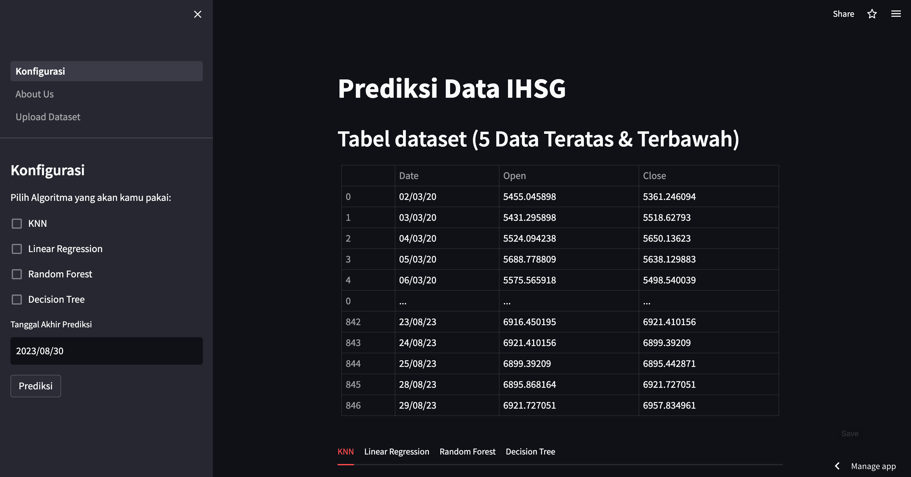 Share
Konfigurasi
About Us
Upload Dataset
Konfigurasi
Pilih Algoritma yang akan kamu pakai:
KNN
Linear Regression
Random Forest
Decision Tree
Tanggal Akhir Prediksi
2023/08/30
Prediksi
Prediksi Data IHSG
Tabel dataset (5 Data Teratas & Terbawah)
Date Open Close
0 02/03/20 5455.045898 5361.246094
1 03/03/20 5431.295898 5518.62793
2 04/03/20 5524.094238 5650.13623
3 05/03/20 5688.778809 5638.129883
4 06/03/20 5575.565918 5498.540039
0 ... ... ...
842 23/08/23 6916.450195 6921.410156
843 24/08/23 6921.410156 6899.39209
844 25/08/23 6899.39209 6895.442871
845 28/08/23 6895.868164 6921.727051
846 29/08/23 6921.727051 6957.834961
Save
KNN Linear Regression Random Forest Decision Tree
Manage app